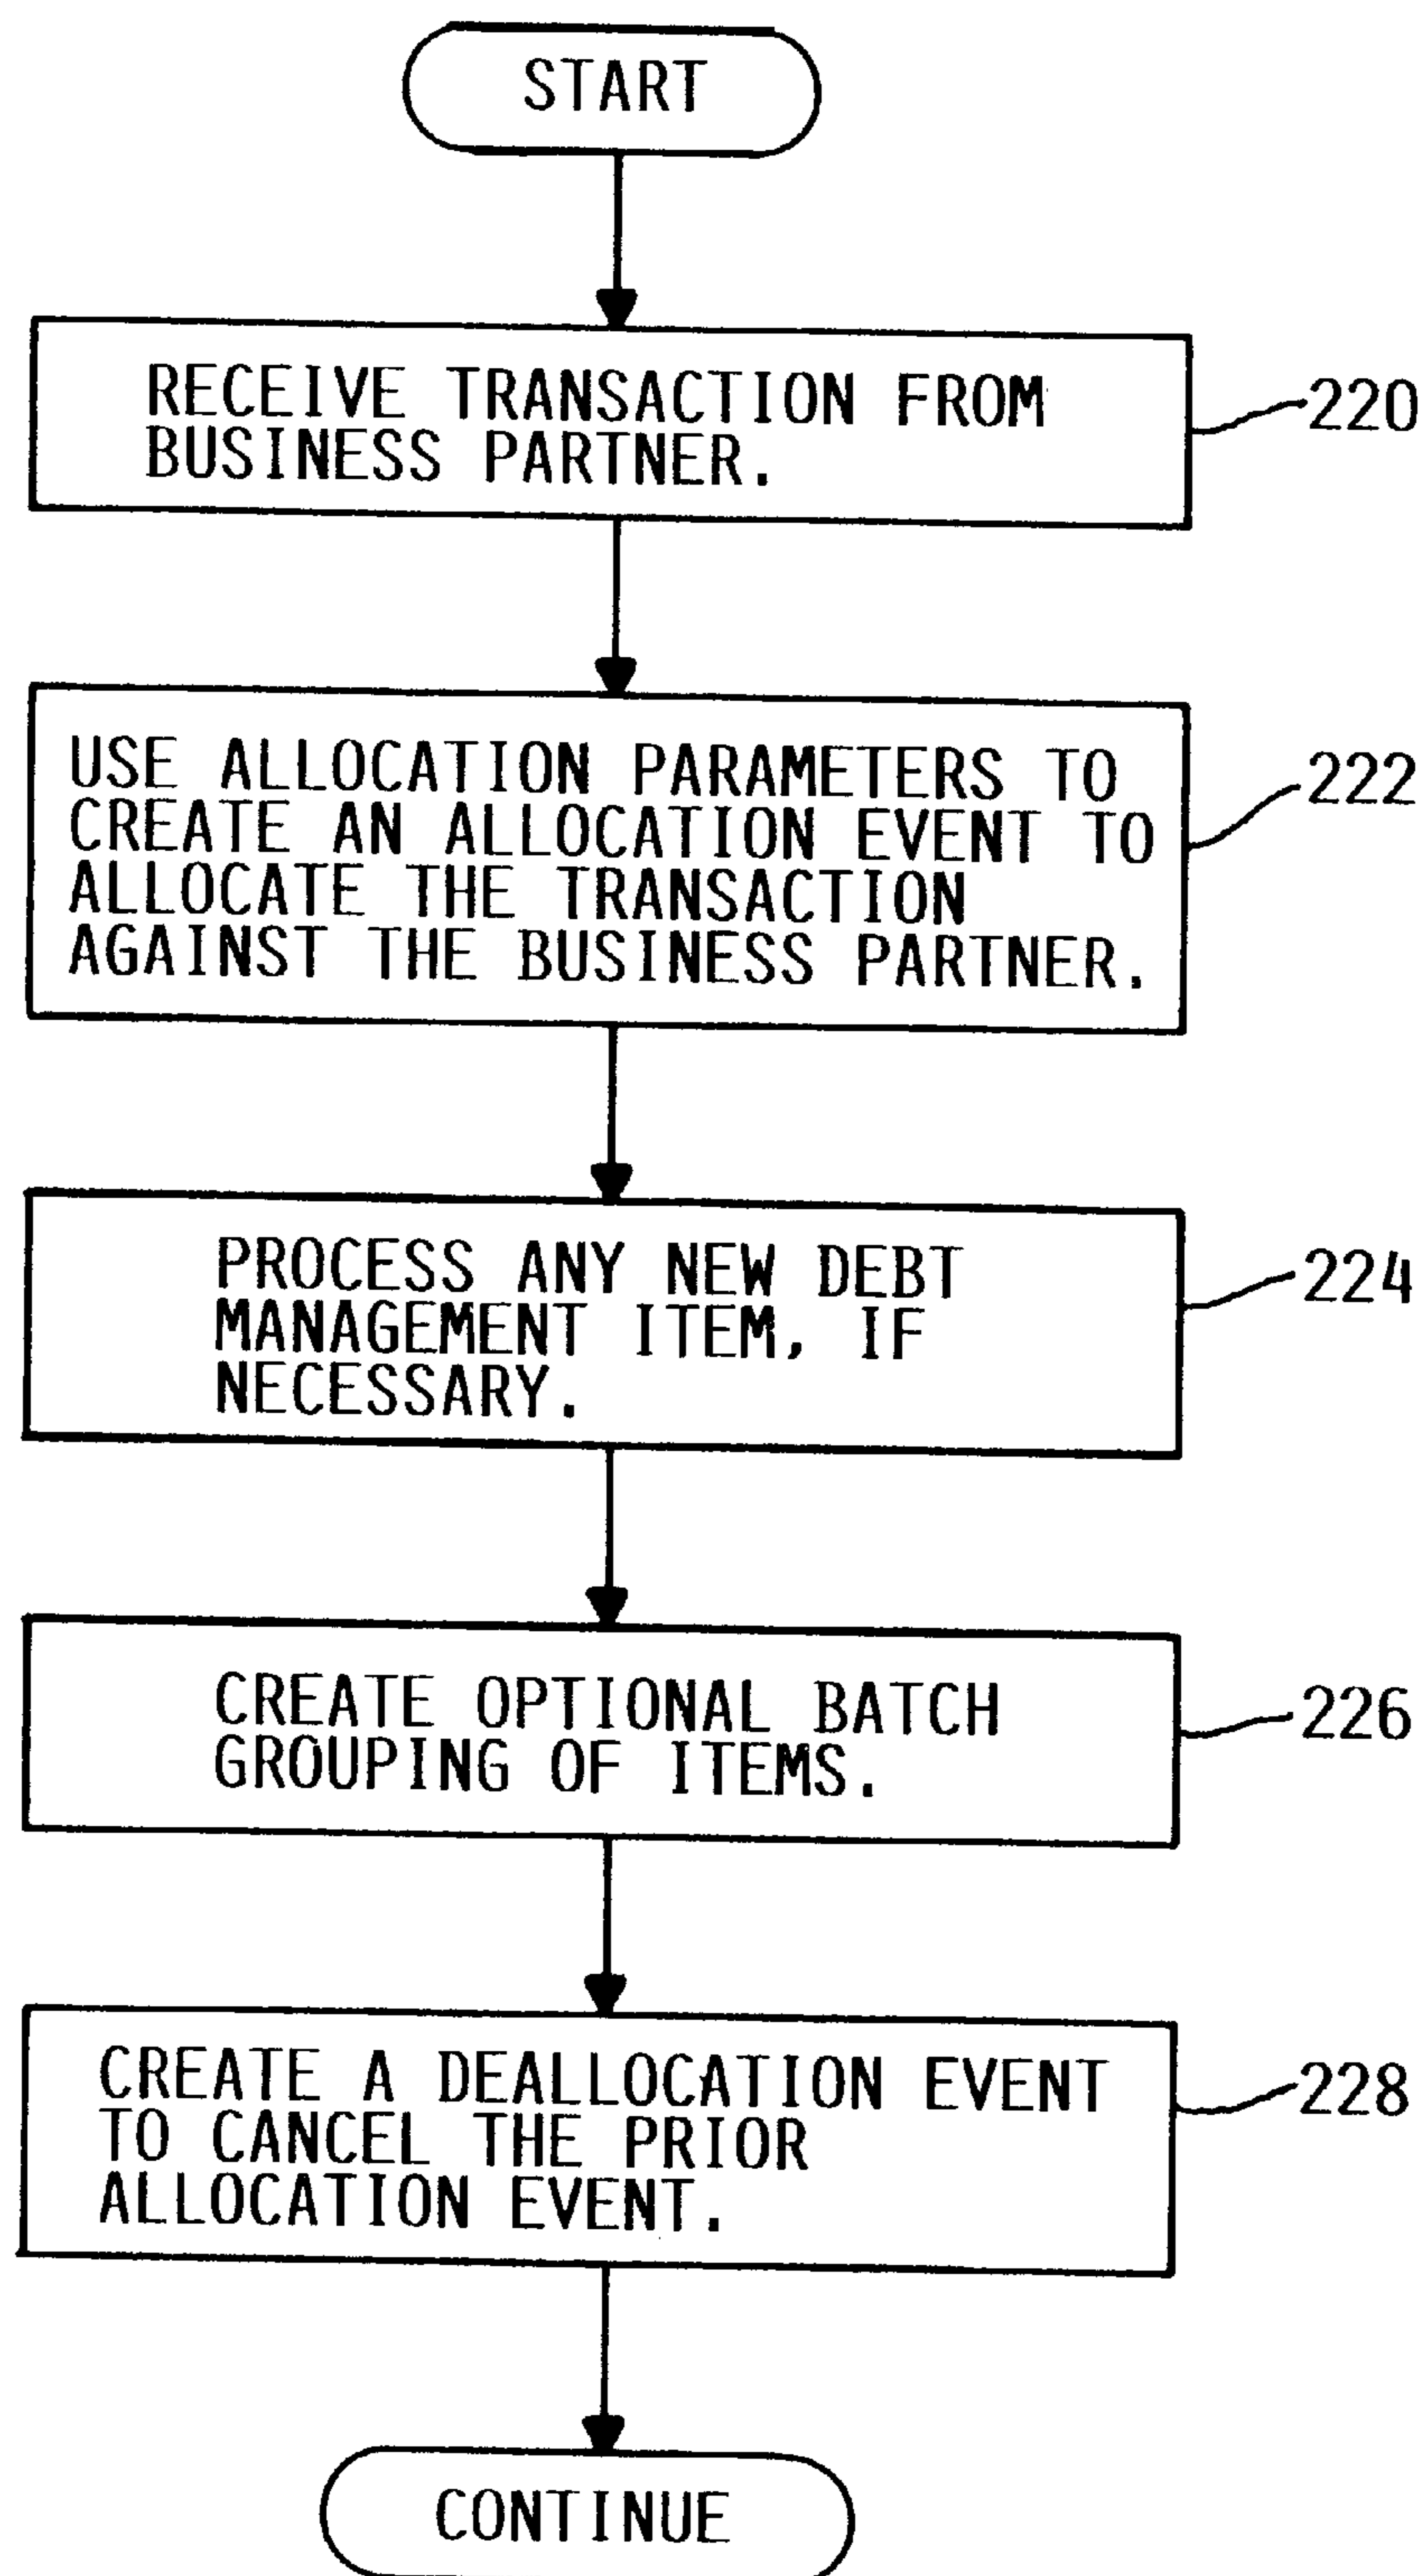 START
RECEIVE TRANSACTION FROM
BUSINESS PARTNER.
220
USE ALLOCATION PARAMETERS TO
CREATE AN ALLOCATION EVENT TO
ALLOCATE THE TRANSACTION
AGAINST THE BUSINESS PARTNER.
222
PROCESS ANY NEW DEBT
MANAGEMENT ITEM, IF
NECESSARY.
224
CREATE OPTIONAL BATCH
GROUPING OF ITEMS.
226
CREATE A DEALLOCATION EVENT
TO CANCEL THE PRIOR
ALLOCATION EVENT.
228
CONTINUE